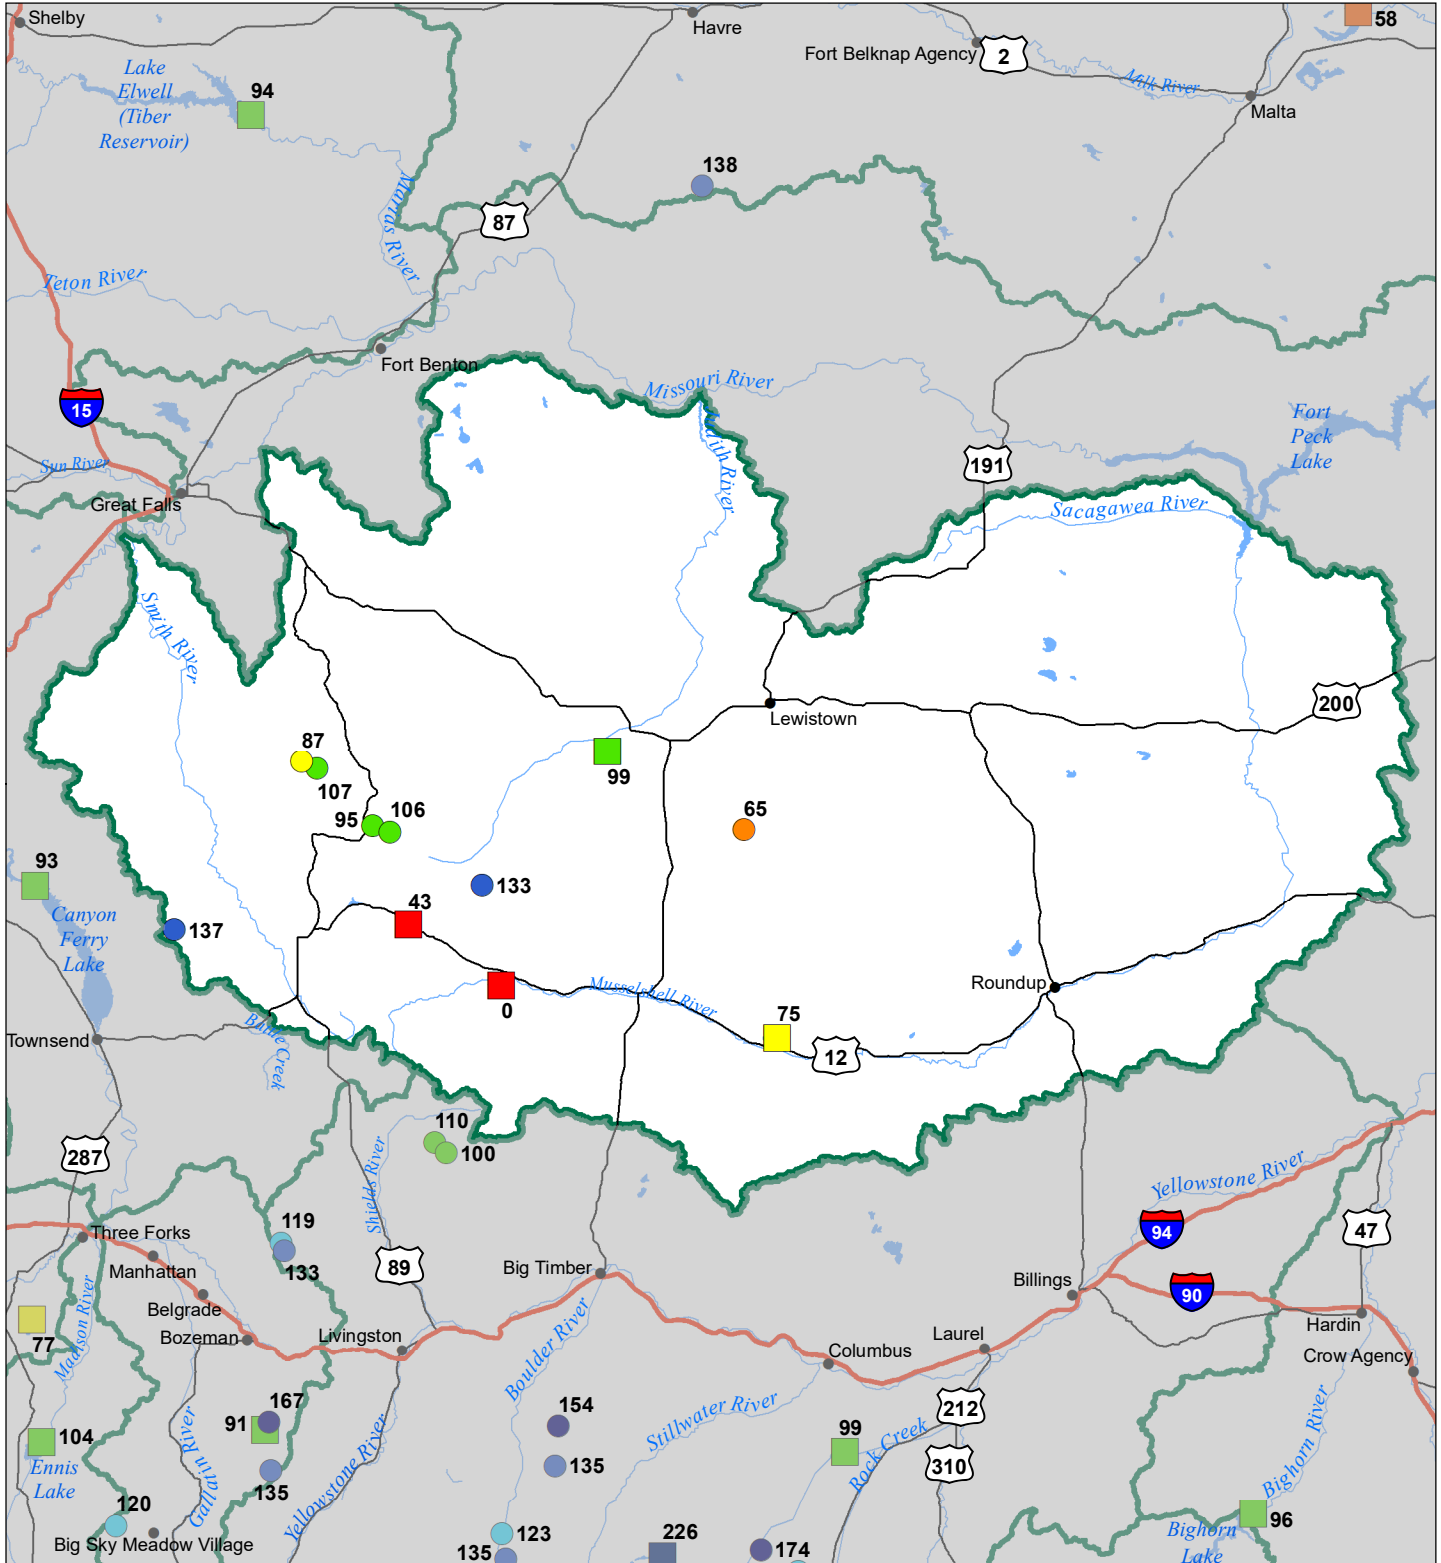 Shelby
Havre
58
Fort Belknap Agency
2
Lake
Elwell
(Tiber
Reservoir)
94
Milk River
Malta
138
Marias River
87
Teton River
Fort Benton
Missouri River
15
Judith River
Fort
Peck
Lake
Sun River
191
Great Falls
Sacagawea River
Smith River
200
Lewistown
87
107
99
95
106
65
93
133
43
Canyon
Ferry
Lake
137
Roundup
Musselshell River
0
75
12
Townsend
Battle Creek
110
100
287
Shields River
Yellowstone River
119
133
Three Forks
94
47
Manhattan
89
Big Timber
Billings
90
Belgrade
Madison River
77
Bozeman
Livingston
Boulder River
Laurel
Hardin
Columbus
Crow Agency
167
91
154
Stillwater River
212
104
Ennis
Lake
Gallatin River
Yellowstone River
99
Rock Creek
310
Bighorn River
135
135
120
Big Sky Meadow Village
123
135
226
174
96
Bighorn
Lake